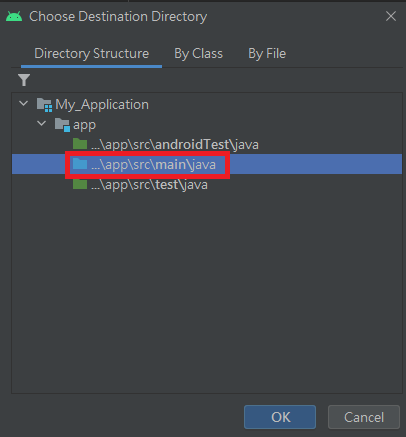 Choose Destination Directory
Directory Structure By Class By File
My_Application
app
...\app\src\androidTest\java
...\app\src\main\java
...\app\src\test\java
OK Cancel